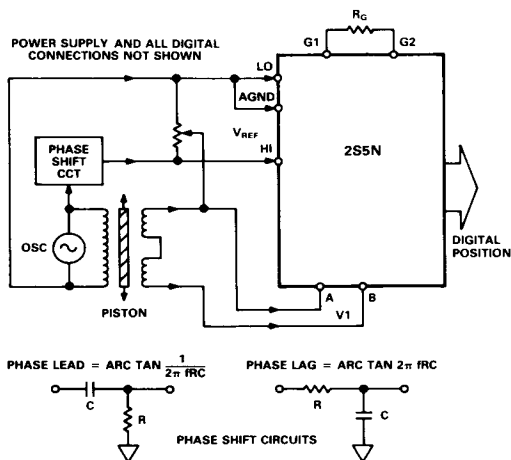 R_G
G1 G2
POWER SUPPLY AND ALL DIGITAL
CONNECTIONS NOT SHOWN
LO
AGND
V_REF
HI
2S5N
PHASE
SHIFT
CCT
OSC
PISTON
DIGITAL
POSITION
A B
V1
PHASE LEAD = ARC TAN 1/2π fRC
PHASE LAG = ARC TAN 2π fRC
C
R
R
C
PHASE SHIFT CIRCUITS